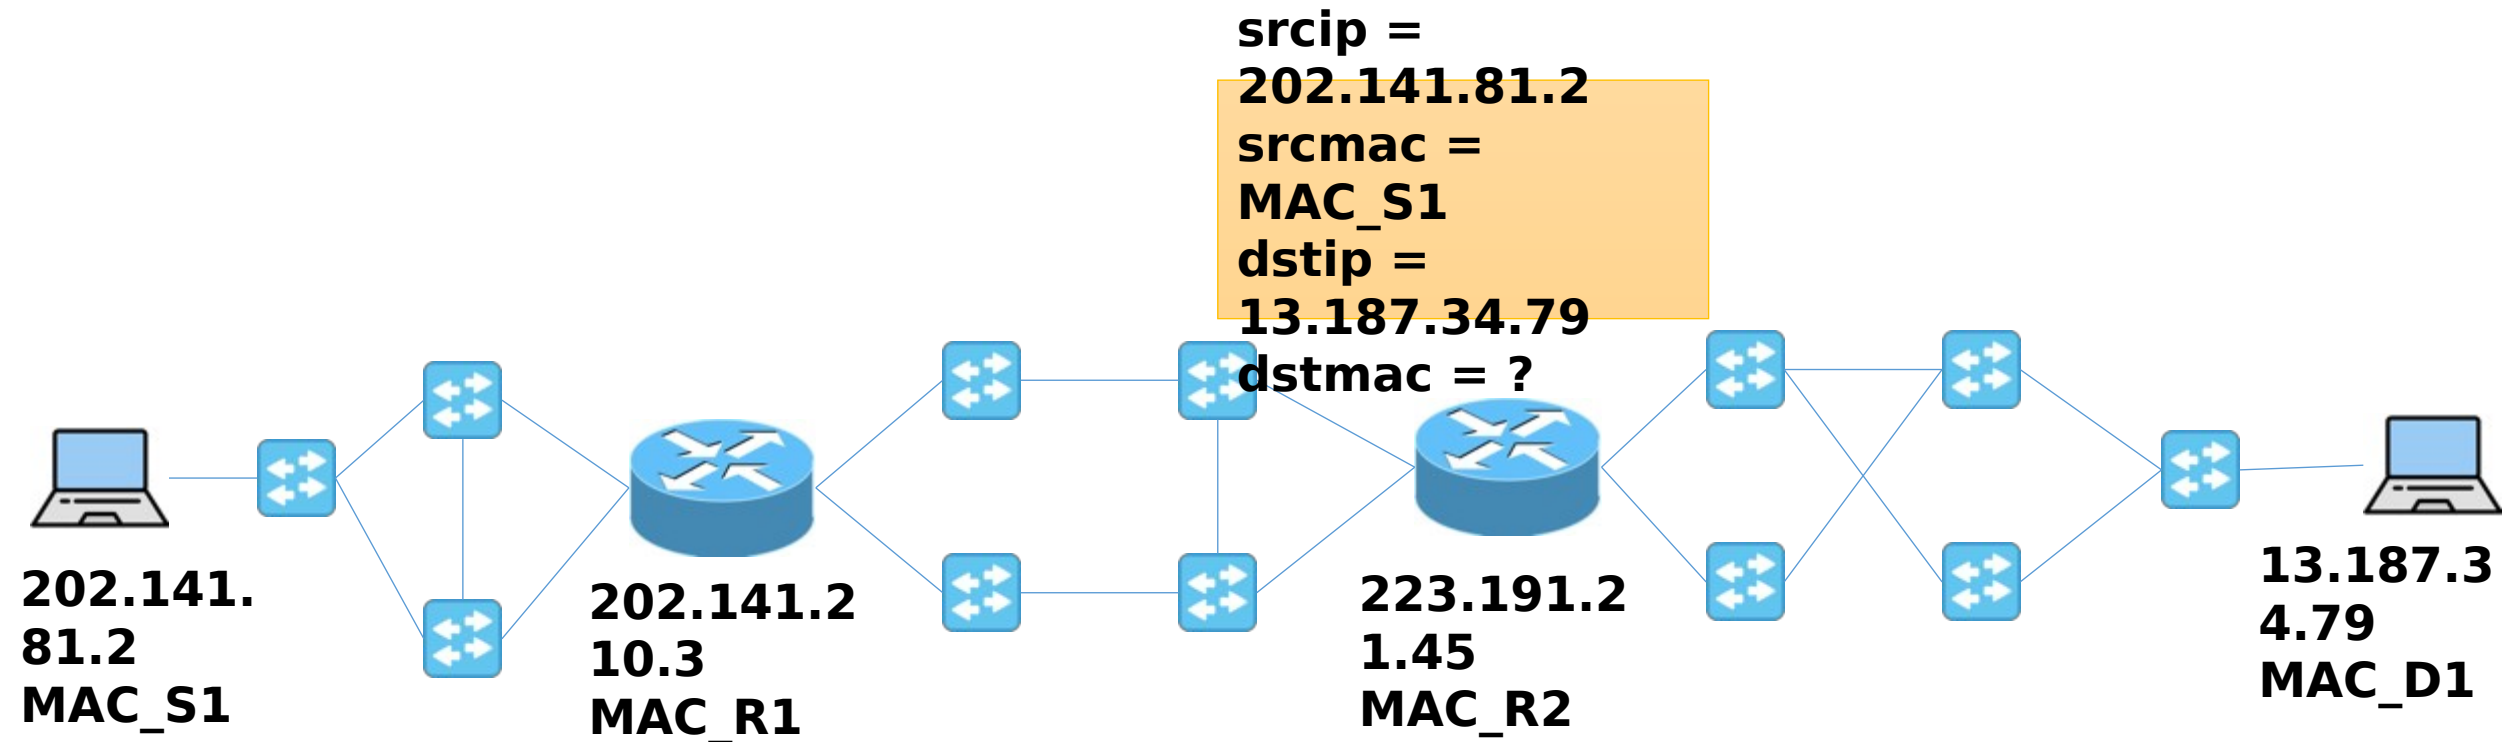 srcip =
202.141.81.2
srcmac =
MAC_S1
dstip =
13.187.34.79
dstmac = ?
202.141.
81.2
MAC_S1
202.141.2
10.3
MAC_R1
223.191.2
1.45
MAC_R2
13.187.3
4.79
MAC_D1